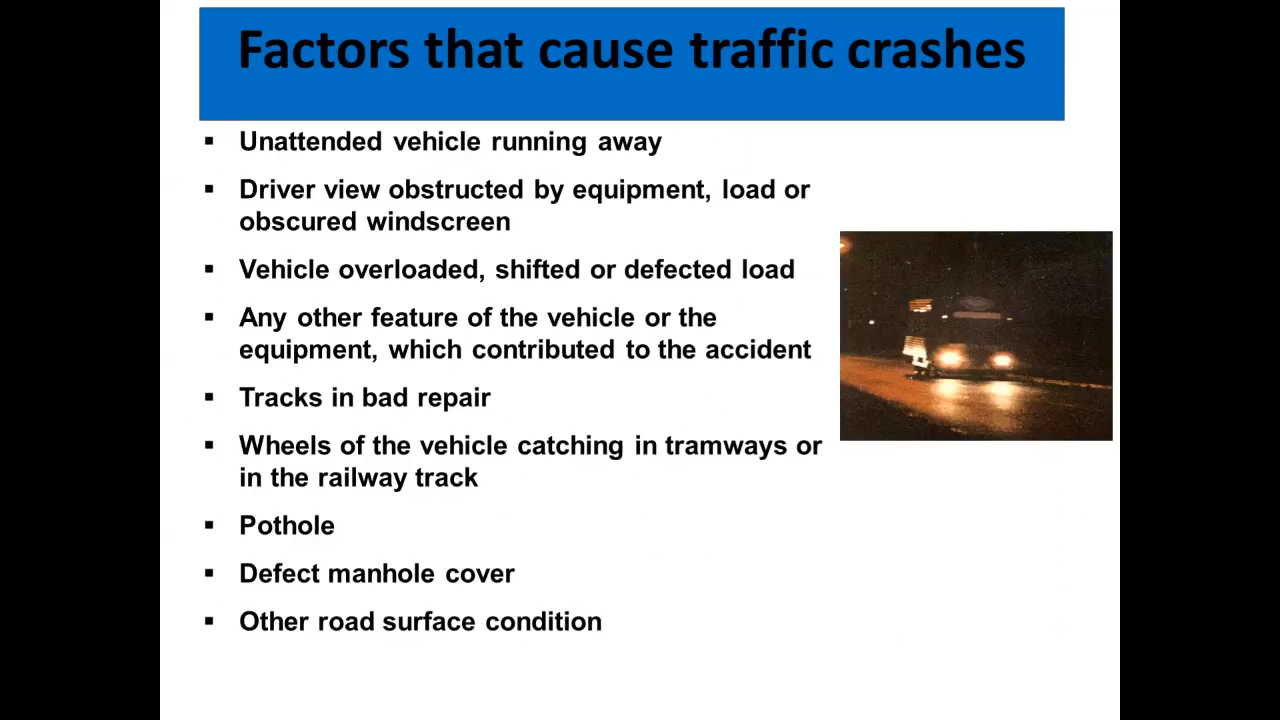 Factors that cause traffic crashes
▪ Unattended vehicle running away
▪ Driver view obstructed by equipment, load or
obscured windscreen
▪ Vehicle overloaded, shifted or defected load
▪ Any other feature of the vehicle or the
equipment, which contributed to the accident
▪ Tracks in bad repair
▪ Wheels of the vehicle catching in tramways or
in the railway track
▪ Pothole
▪ Defect manhole cover
▪ Other road surface condition